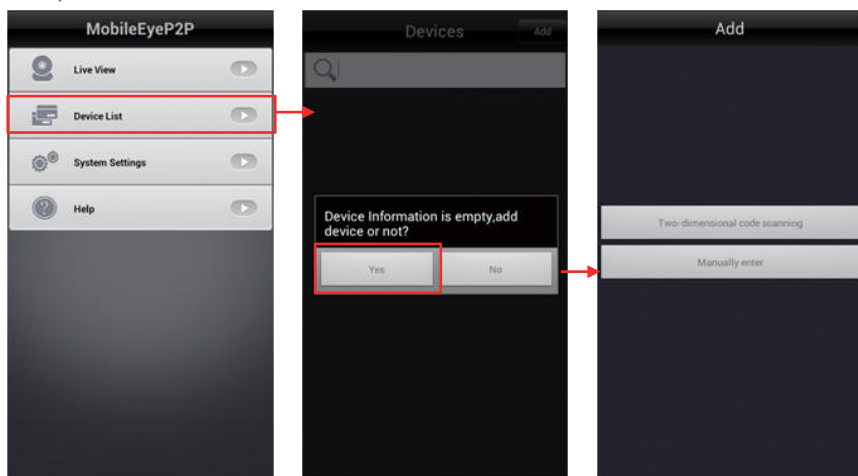 MobileEyeP2P
Live View
Device List
System Settings
Help
Devices
Add
Device Information is empty,add
device or not?
Yes
No
Add
Two-dimensional code scanning
Manually enter